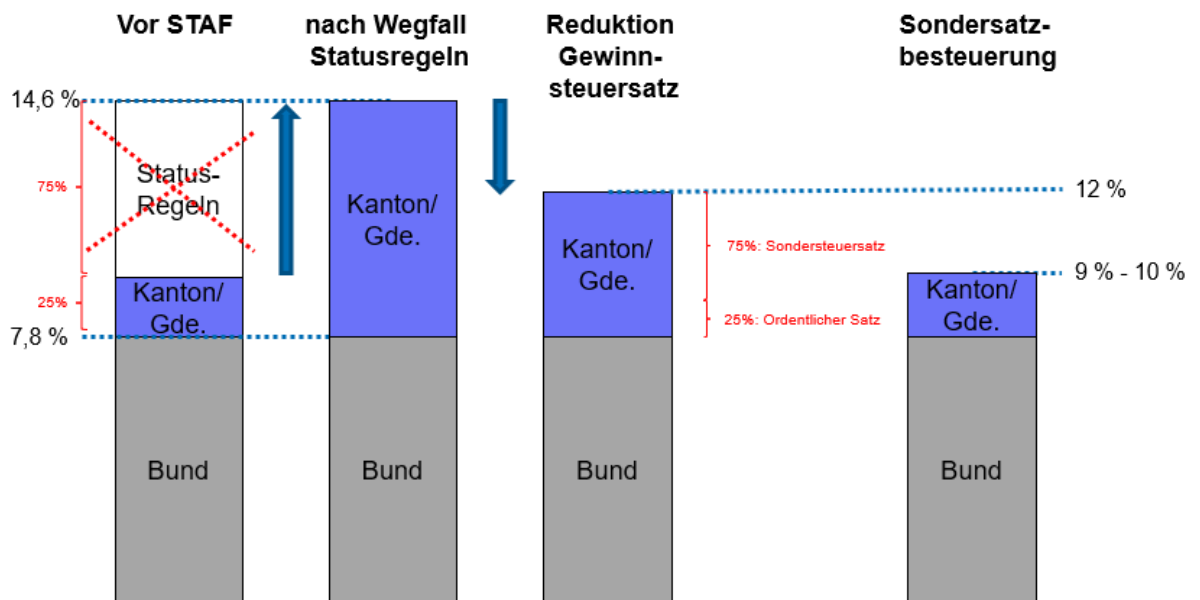 Vor STAF
nach Wegfall
Statusregeln
Reduktion
Gewinn-
steuersatz
Sondersatz-
besteuerung
14,6 %
75%
Status-
Regeln
25%
Kanton/
Gde.
7,8 %
Bund
Kanton/
Gde.
Bund
Kanton/
Gde.
75%: Sondersteuersatz
25%: Ordentlicher Satz
Bund
12 %
9 % - 10 %
Kanton/
Gde.
Bund